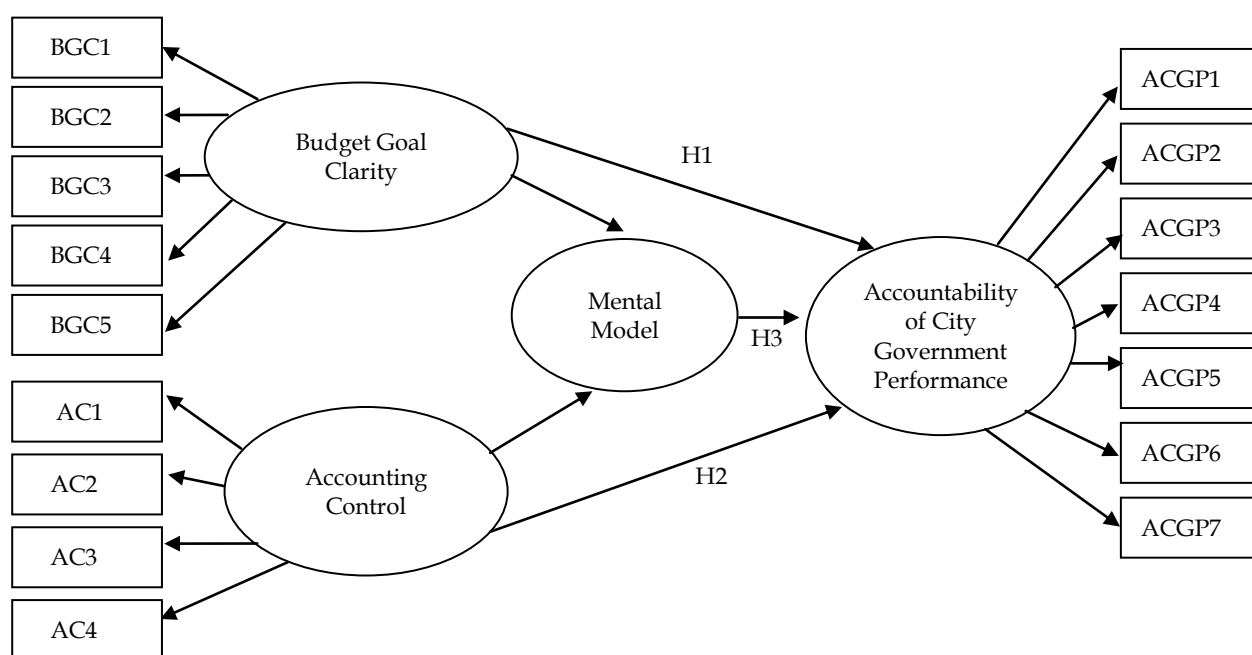 BGC1
BGC2
BGC3
BGC4
BGC5
AC1
AC2
AC3
AC4
Budget Goal
Clarity
Accounting
Control
Mental
Model
H1
H3
H2
Accountability
of City
Government
Performance
ACGP1
ACGP2
ACGP3
ACGP4
ACGP5
ACGP6
ACGP7